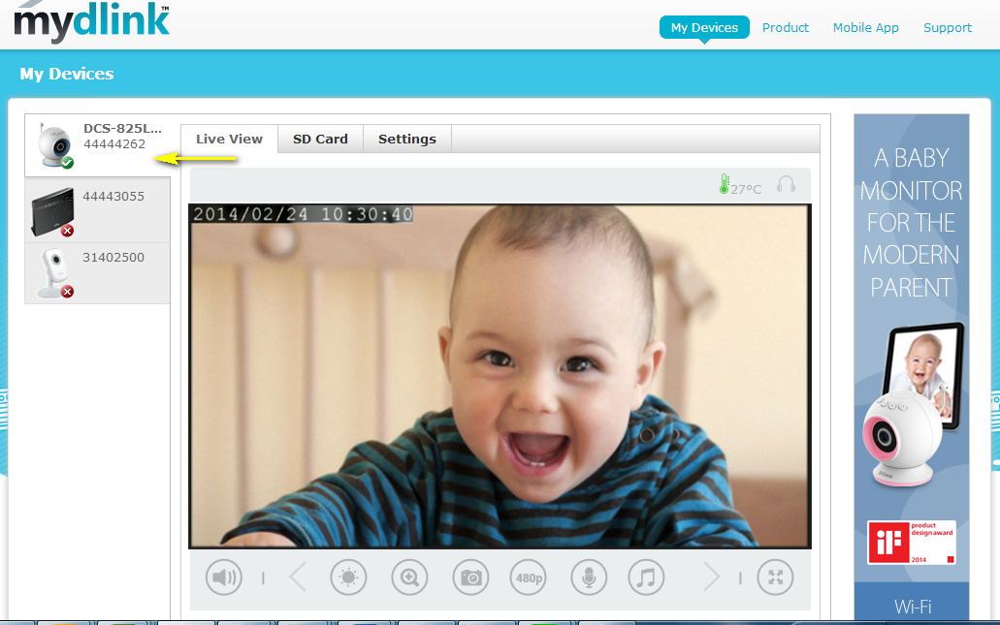 mydlink™
My Devices
Product
Mobile App
Support
My Devices
DCS-825L...
44444262
44443055
31402500
Live View
SD Card
Settings
27°C
2014/02/24 10:30:40
480p
A BABY
MONITOR
FOR THE
MODERN
PARENT
D-Link
iF
product
design award
2014
Wi-Fi